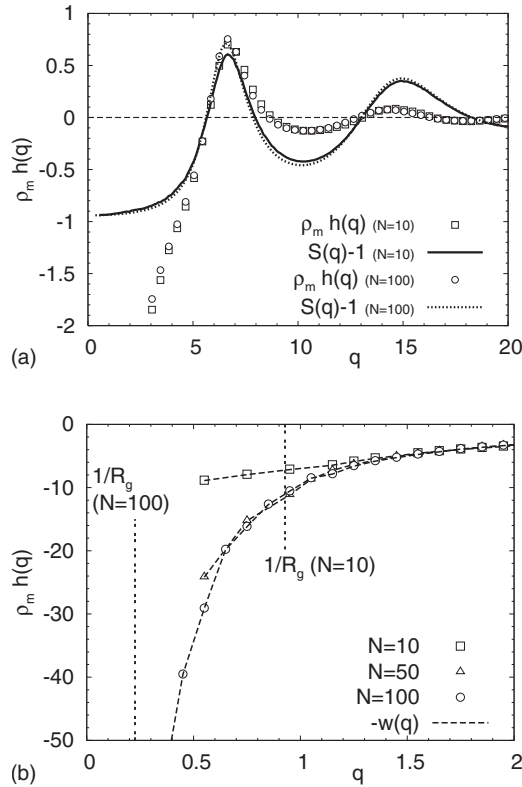 1
0.5
0
-0.5
-1
-1.5
-2
ρm h(q)
ρm h(q) (N=10)
S(q)-1 (N=10)
ρm h(q) (N=100)
S(q)-1 (N=100)
0 5 10 15 20
(a) q
0
-10
-20
-30
-40
-50
ρm h(q)
1/Rg
(N=100)
1/Rg (N=10)
N=10
N=50
N=100
-w(q)
0 0.5 1 1.5 2
(b) q